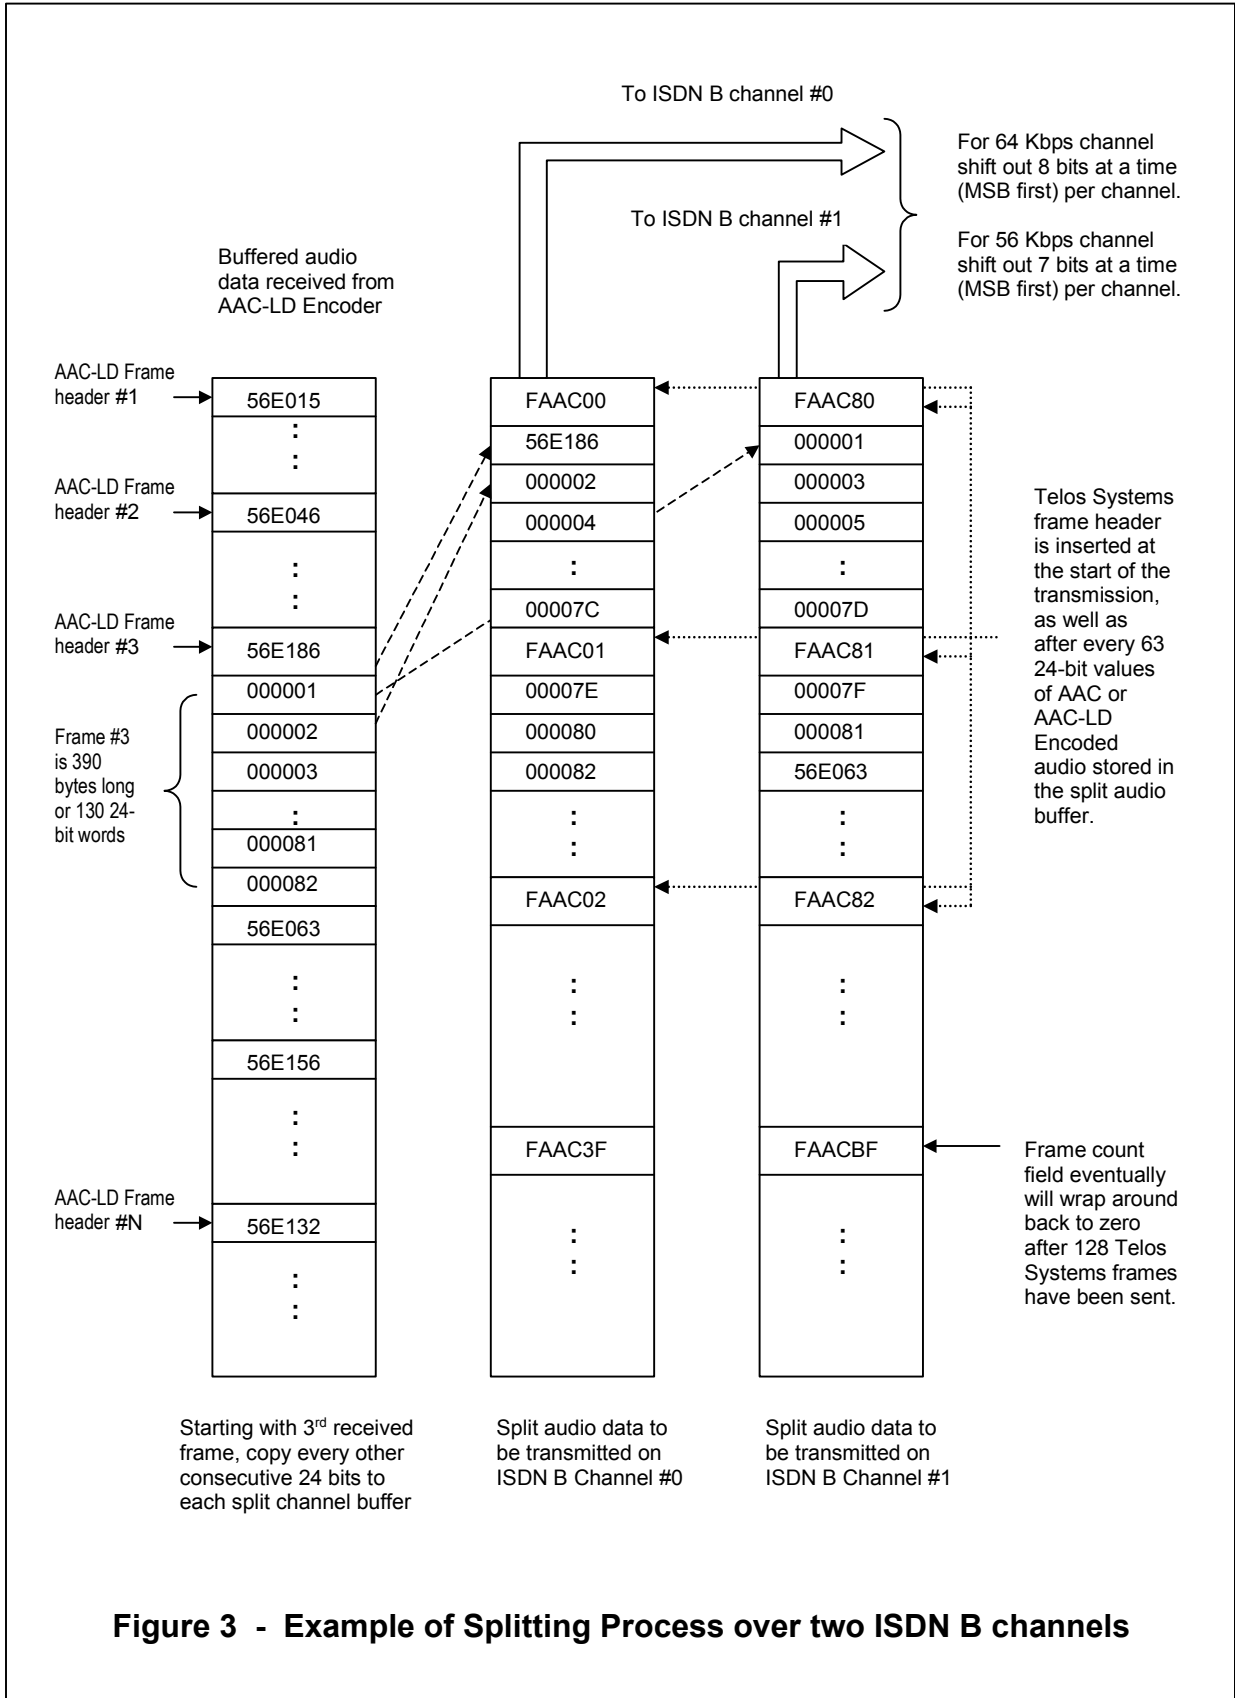 To ISDN B channel #0
For 64 Kbps channel
shift out 8 bits at a time
(MSB first) per channel.
To ISDN B channel #1
For 56 Kbps channel
shift out 7 bits at a time
(MSB first) per channel.
Buffered audio
data received from
AAC-LD Encoder
AAC-LD Frame
header #1
56E015
:
:
AAC-LD Frame
header #2
56E046
:
:
AAC-LD Frame
header #3
56E186
000001
000002
000003
:
000081
000082
Frame #3
is 390
bytes long
or 130 24-
bit words
56E063
:
:
56E156
:
:
AAC-LD Frame
header #N
56E132
:
:
FAAC00
56E186
000002
000004
:
00007C
FAAC01
00007E
000080
000082
:
:
FAAC02
:
:
FAAC3F
:
:
FAAC80
000001
000003
000005
:
00007D
FAAC81
00007F
000081
56E063
:
:
FAAC82
:
:
FAACBF
:
:
Telos Systems
frame header
is inserted at
the start of the
transmission,
as well as
after every 63
24-bit values
of AAC or
AAC-LD
Encoded
audio stored in
the split audio
buffer.
Frame count
field eventually
will wrap around
back to zero
after 128 Telos
Systems frames
have been sent.
Starting with 3rd received
frame, copy every other
consecutive 24 bits to
each split channel buffer
Split audio data to
be transmitted on
ISDN B Channel #0
Split audio data to
be transmitted on
ISDN B Channel #1
Figure 3 - Example of Splitting Process over two ISDN B channels